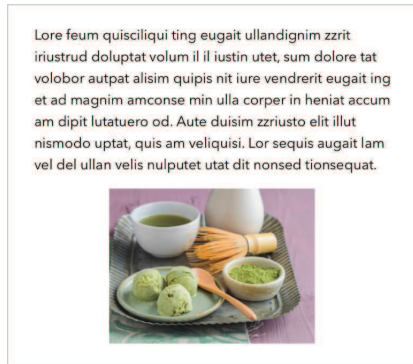 Lore feum quisciliqui ting eugait ullandignim zzrit
iriustrud doluptat volum il il iustin utet, sum dolore tat
volobor autpat alisim quipis nit iure vendrerit eugait ing
et ad magnim amconse min ulla corper in heniat accum
am dipit lutatuero od. Aute duisim zzriusto elit illut
nismodo uptat, quis am veliquisi. Lor sequis augait lam
vel del ullan velis nulputet utat dit nonsed tionsequat.